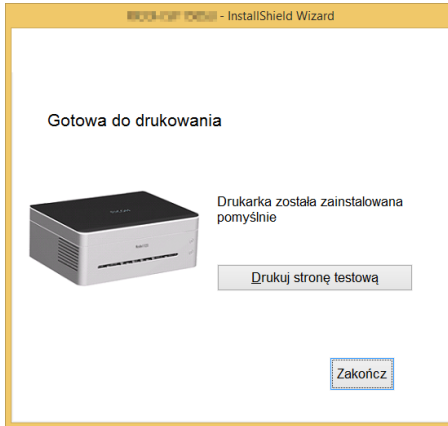 - InstallShield Wizard
Gotowa do drukowania
Drukarka została zainstalowana
pomyślnie
Drukuj stronę testową
Zakończ